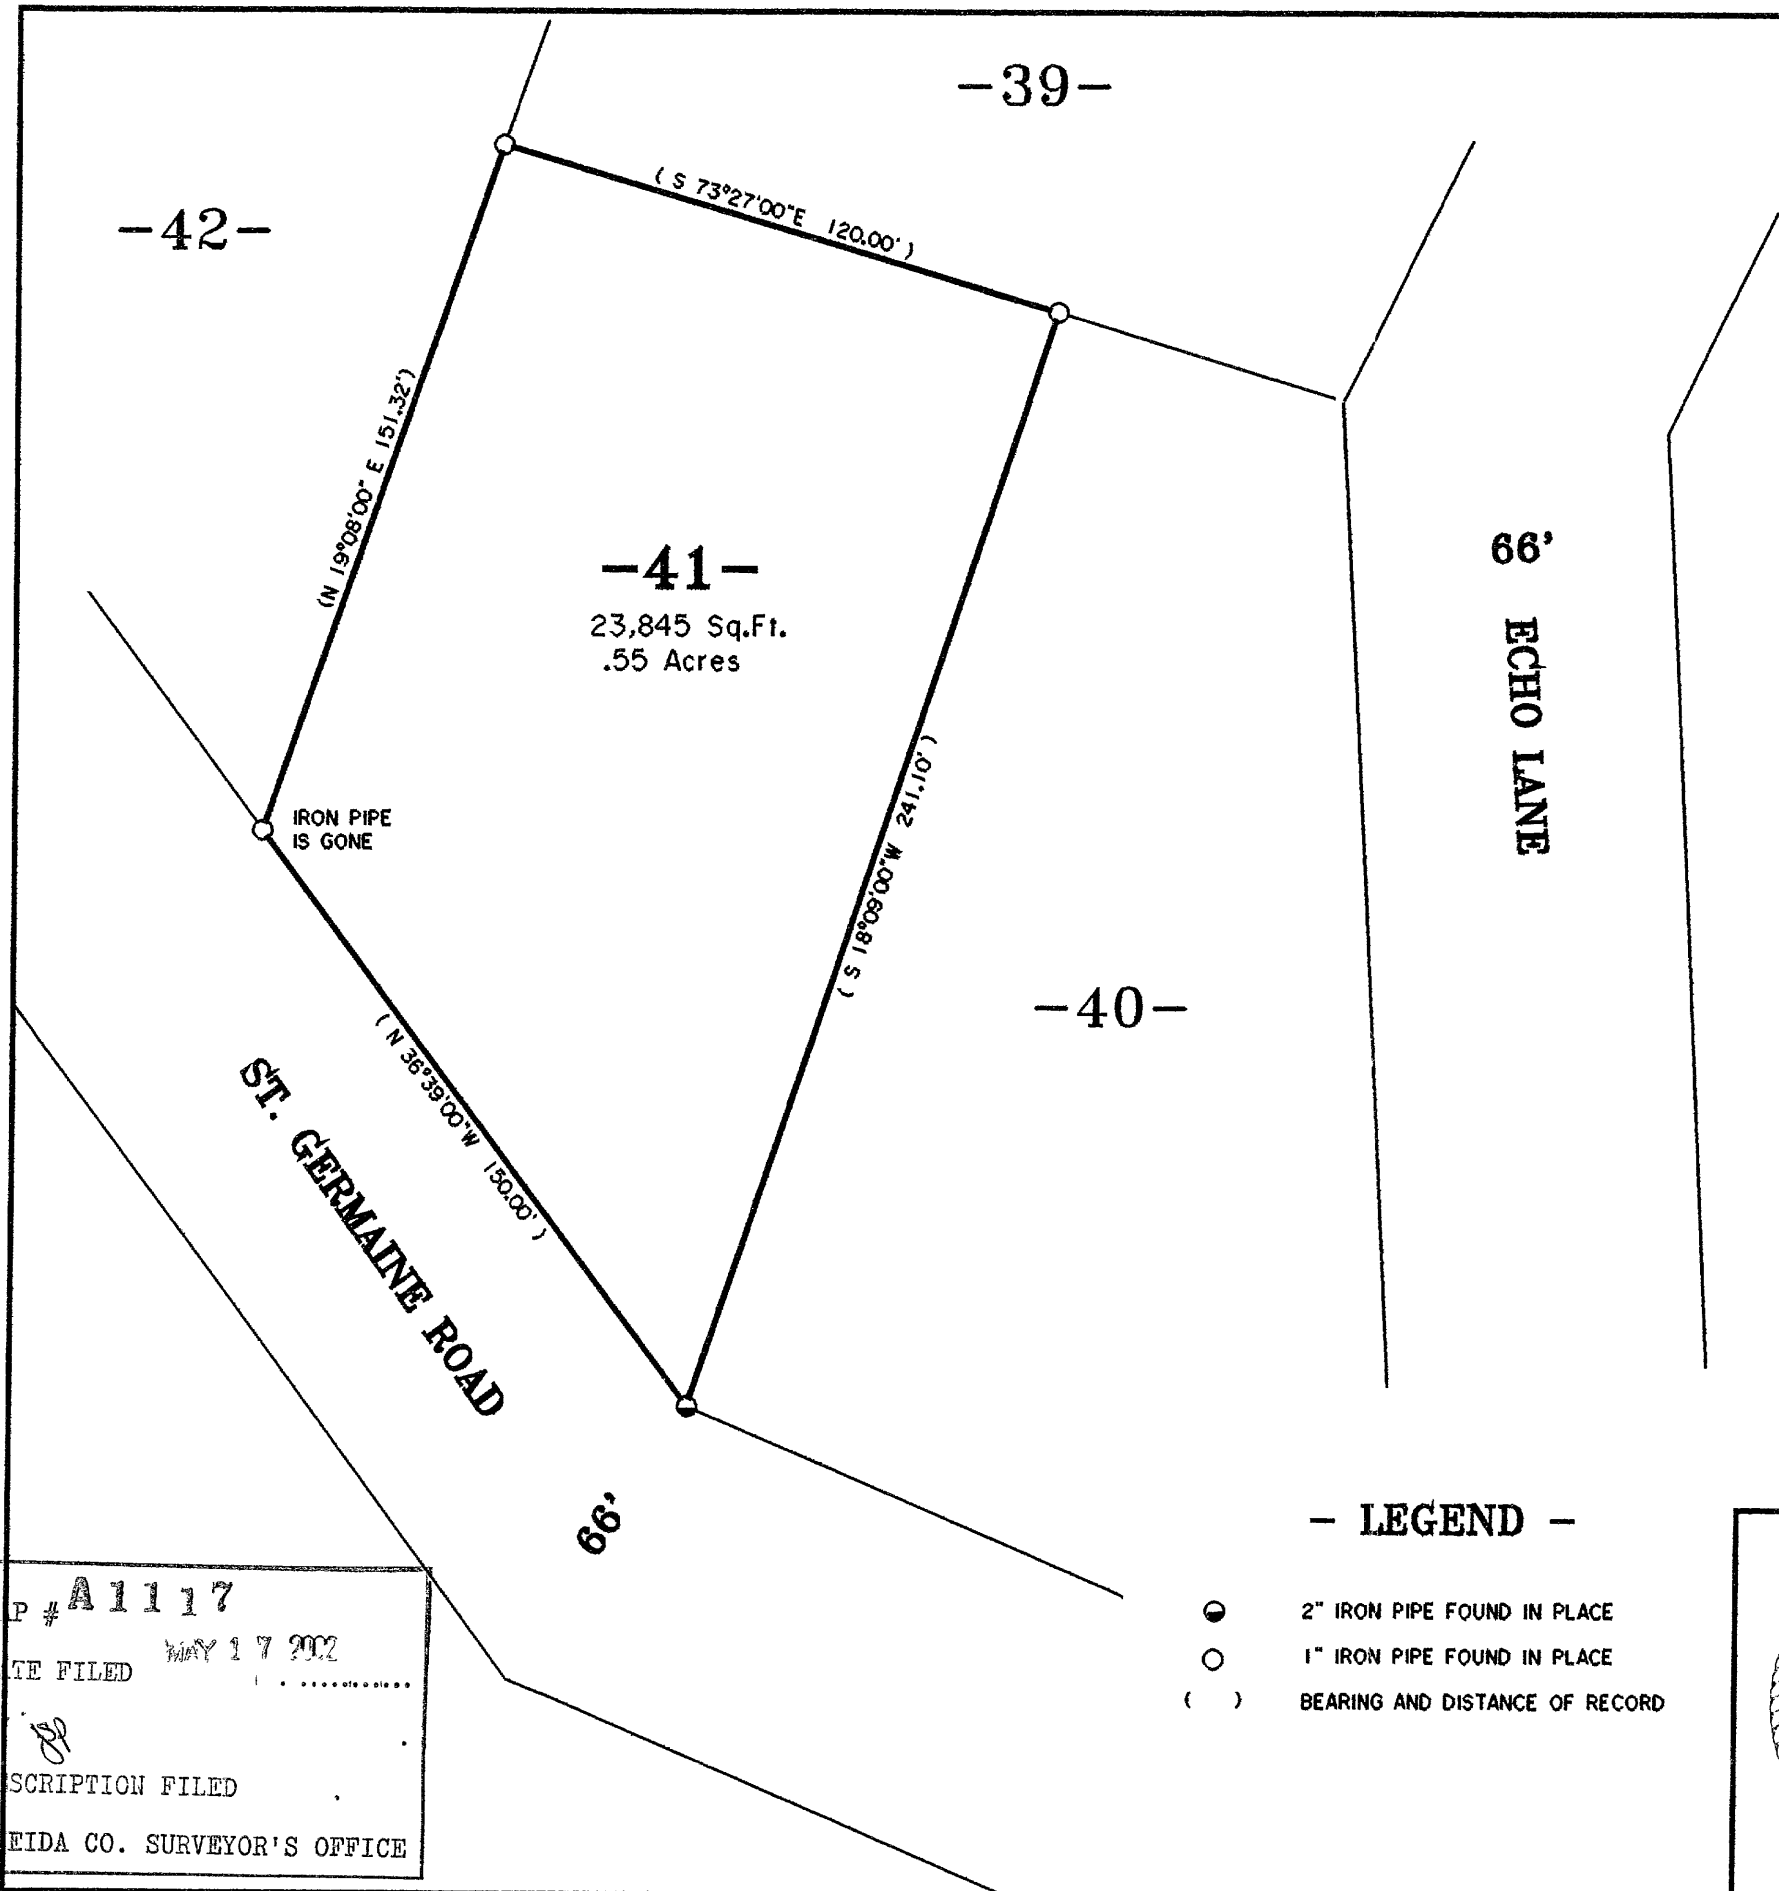 -39-
-42-
( S 73°27'00"E 120.00' )
(N 19°08'00" E 151.32')
-41-
23,845 Sq.Ft.
.55 Acres
66'
ECHO LANE
IRON PIPE
IS GONE
( S 18°09'00"W 241.10' )
-40-
( N 36°39'00"W 150.00' )
ST. GERMAINE ROAD
66'
- LEGEND -
2" IRON PIPE FOUND IN PLACE
1" IRON PIPE FOUND IN PLACE
( ) BEARING AND DISTANCE OF RECORD
P # A1117
TE FILED MAY 17 2002
SCRIPTION FILED
EIDA CO. SURVEYOR'S OFFICE